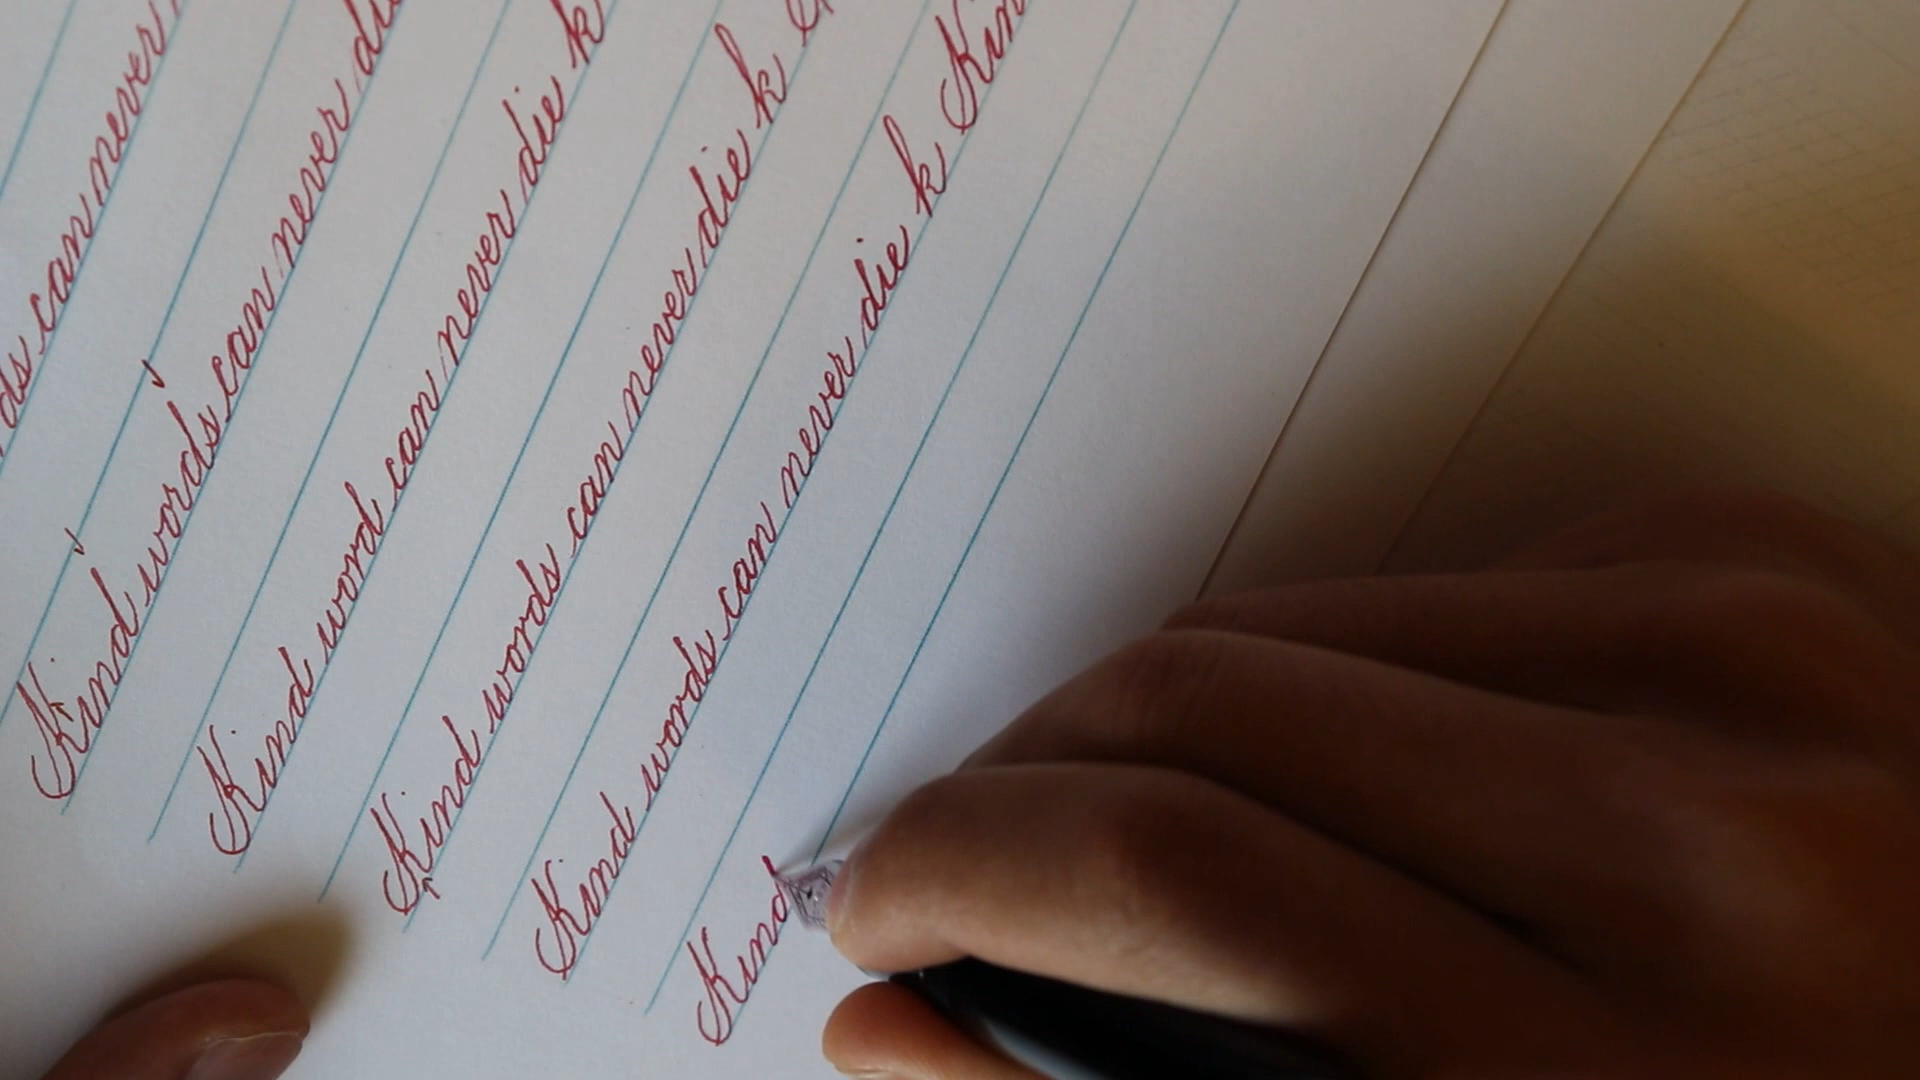 ds can never
Kind words can never die
Kind word can never die k
Kind words can never die k
Kind words can never die k Kin
Kind